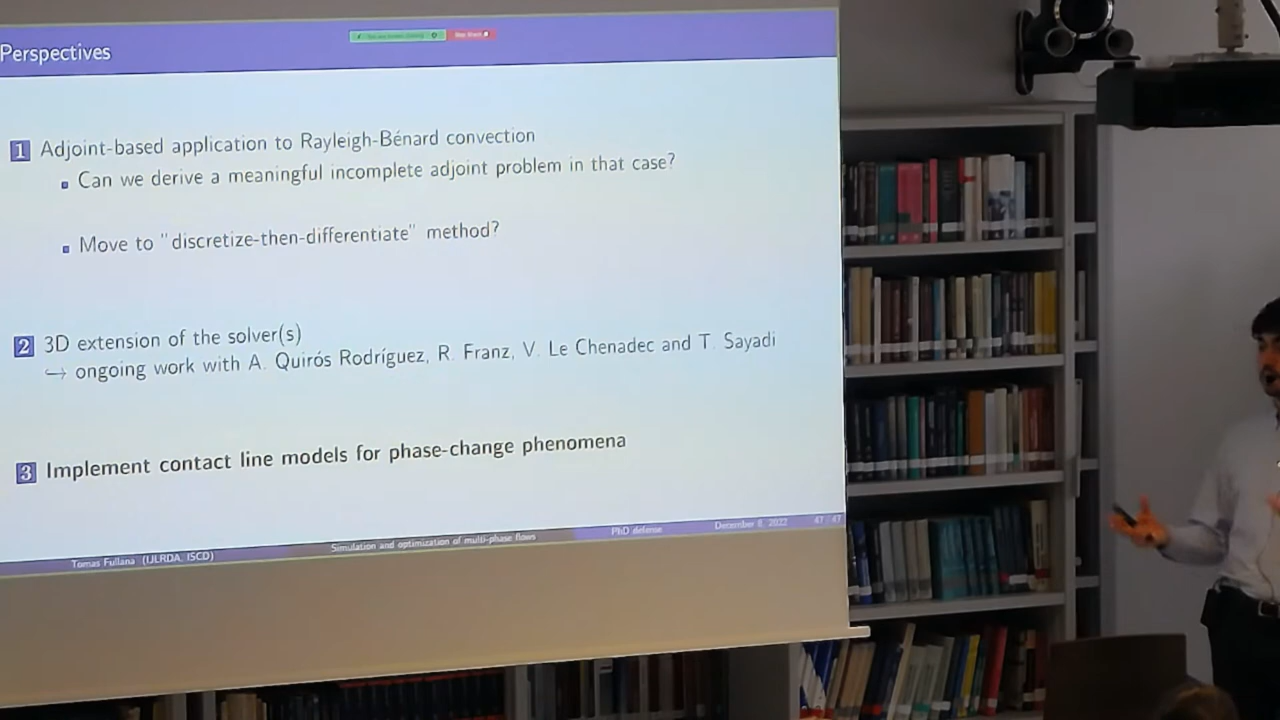 Perspectives
1 Adjoint-based application to Rayleigh-Bénard convection
Can we derive a meaningful incomplete adjoint problem in that case?
Move to "discretize-then-differentiate" method?
2 3D extension of the solver(s)
↪ ongoing work with A. Quirós Rodríguez, R. Franz, V. Le Chenadec and T. Sayadi
3 Implement contact line models for phase-change phenomena
Tomas Fullana (IJLRDA, ISCD) Simulation and optimization of multi-phase flows PhD defense December 8, 2022 47 / 47